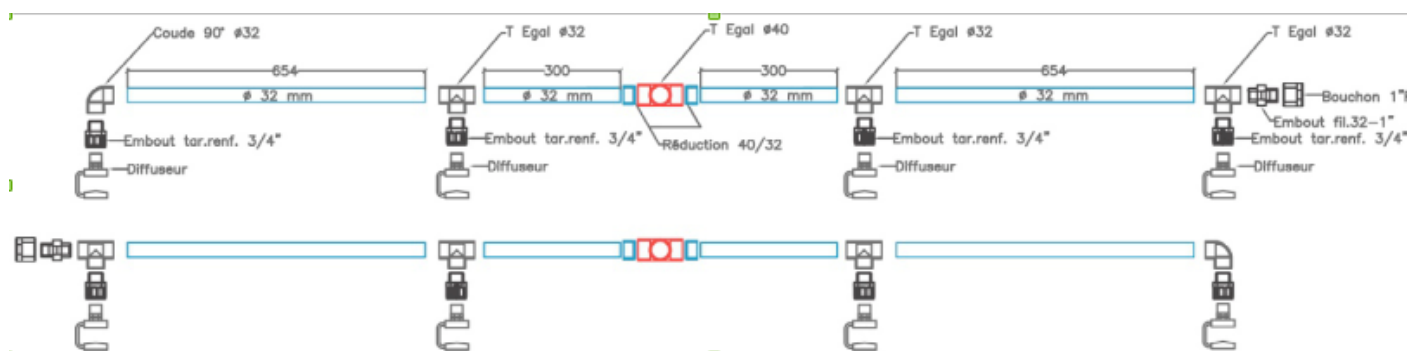 Coude 90° ø32
T Egal ø32
T Egal ø40
T Egal ø32
T Egal ø32
654
300
300
654
ø 32 mm
ø 32 mm
ø 32 mm
ø 32 mm
Bouchon 1"
Embout fil.32-1"
Embout tar.renf. 3/4"
Embout tar.renf. 3/4"
Réduction 40/32
Embout tar.renf. 3/4"
Embout tar.renf. 3/4"
Diffuseur
Diffuseur
Diffuseur
Diffuseur